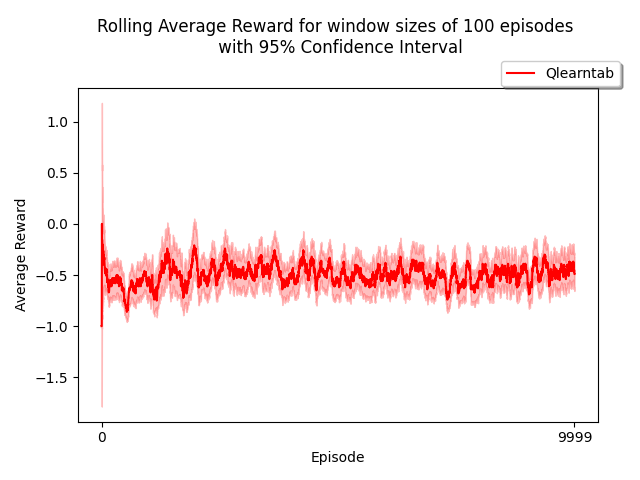 Rolling Average Reward for window sizes of 100 episodes
with 95% Confidence Interval
Qlearntab
1.0
0.5
0.0
−0.5
−1.0
−1.5
Average Reward
0
9999
Episode